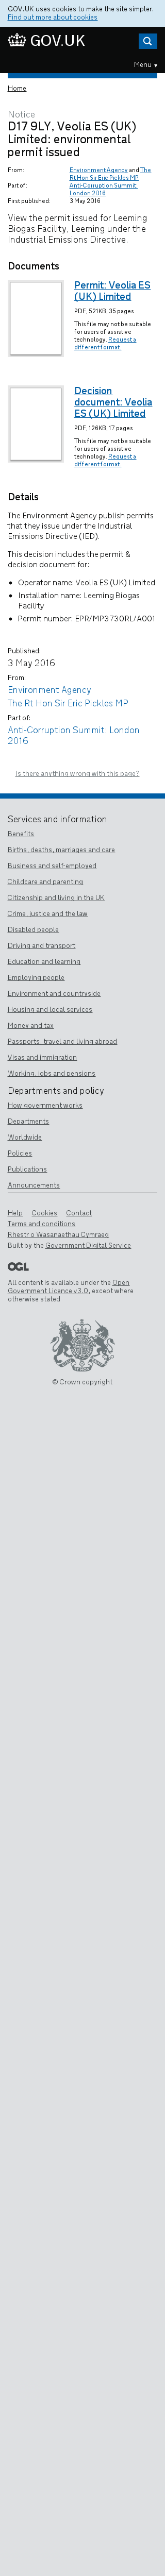 GOV.UK uses cookies to make the site simpler.
Find out more about cookies
GOV.UK
Menu ▾
Home
Notice
D17 9LY, Veolia ES (UK)
Limited: environmental
permit issued
From: Environment Agency and The
Rt Hon Sir Eric Pickles MP
Part of: Anti-Corruption Summit:
London 2016
First published: 3 May 2016
View the permit issued for Leeming
Biogas Facility, Leeming under the
Industrial Emissions Directive.
Documents
Permit: Veolia ES
(UK) Limited
PDF, 521KB, 35 pages
This file may not be suitable
for users of assistive
technology. Request a
different format.
Decision
document: Veolia
ES (UK) Limited
PDF, 126KB, 17 pages
This file may not be suitable
for users of assistive
technology. Request a
different format.
Details
The Environment Agency publish permits
that they issue under the Industrial
Emissions Directive (IED).
This decision includes the permit &
decision document for:
• Operator name: Veolia ES (UK) Limited
• Installation name: Leeming Biogas
Facility
• Permit number: EPR/MP3730RL/A001
Published:
3 May 2016
From:
Environment Agency
The Rt Hon Sir Eric Pickles MP
Part of:
Anti-Corruption Summit: London
2016
Is there anything wrong with this page?
Services and information
Benefits
Births, deaths, marriages and care
Business and self-employed
Childcare and parenting
Citizenship and living in the UK
Crime, justice and the law
Disabled people
Driving and transport
Education and learning
Employing people
Environment and countryside
Housing and local services
Money and tax
Passports, travel and living abroad
Visas and immigration
Working, jobs and pensions
Departments and policy
How government works
Departments
Worldwide
Policies
Publications
Announcements
Help Cookies Contact
Terms and conditions
Rhestr o Wasanaethau Cymraeg
Built by the Government Digital Service
OGL
All content is available under the Open
Government Licence v3.0, except where
otherwise stated
© Crown copyright